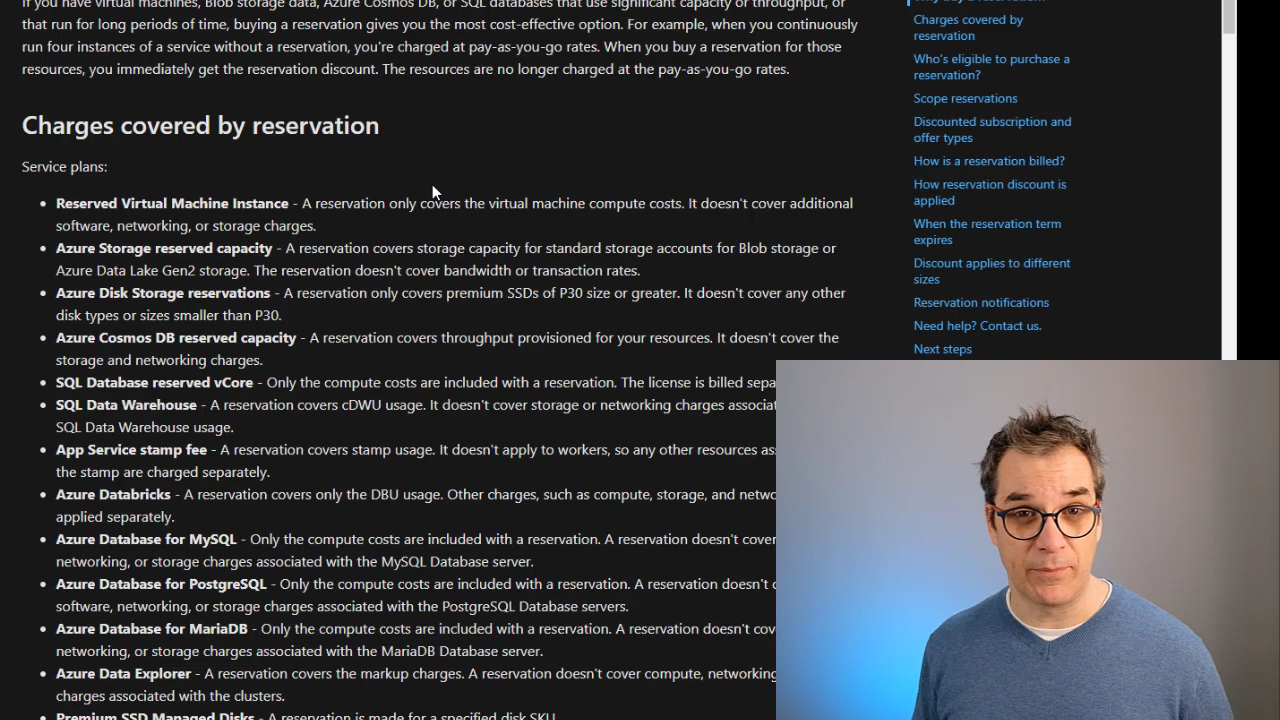 If you have virtual machines, Blob storage data, Azure Cosmos DB, or SQL databases that use significant capacity or throughput, or
that run for long periods of time, buying a reservation gives you the most cost-effective option. For example, when you continuously
run four instances of a service without a reservation, you're charged at pay-as-you-go rates. When you buy a reservation for those
resources, you immediately get the reservation discount. The resources are no longer charged at the pay-as-you-go rates.
Charges covered by reservation
Service plans:
• Reserved Virtual Machine Instance - A reservation only covers the virtual machine compute costs. It doesn't cover additional
software, networking, or storage charges.
• Azure Storage reserved capacity - A reservation covers storage capacity for standard storage accounts for Blob storage or
Azure Data Lake Gen2 storage. The reservation doesn't cover bandwidth or transaction rates.
• Azure Disk Storage reservations - A reservation only covers premium SSDs of P30 size or greater. It doesn't cover any other
disk types or sizes smaller than P30.
• Azure Cosmos DB reserved capacity - A reservation covers throughput provisioned for your resources. It doesn't cover the
storage and networking charges.
• SQL Database reserved vCore - Only the compute costs are included with a reservation. The license is billed sepa
• SQL Data Warehouse - A reservation covers cDWU usage. It doesn't cover storage or networking charges associat
SQL Data Warehouse usage.
• App Service stamp fee - A reservation covers stamp usage. It doesn't apply to workers, so any other resources ass
the stamp are charged separately.
• Azure Databricks - A reservation covers only the DBU usage. Other charges, such as compute, storage, and netwo
applied separately.
• Azure Database for MySQL - Only the compute costs are included with a reservation. A reservation doesn't cover
networking, or storage charges associated with the MySQL Database server.
• Azure Database for PostgreSQL - Only the compute costs are included with a reservation. A reservation doesn't c
software, networking, or storage charges associated with the PostgreSQL Database servers.
• Azure Database for MariaDB - Only the compute costs are included with a reservation. A reservation doesn't cov
networking, or storage charges associated with the MariaDB Database server.
• Azure Data Explorer - A reservation covers the markup charges. A reservation doesn't cover compute, networking
charges associated with the clusters.
• Premium SSD Managed Disks - A reservation is made for a specified disk SKU
Charges covered by
reservation
Who's eligible to purchase a
reservation?
Scope reservations
Discounted subscription and
offer types
How is a reservation billed?
How reservation discount is
applied
When the reservation term
expires
Discount applies to different
sizes
Reservation notifications
Need help? Contact us.
Next steps